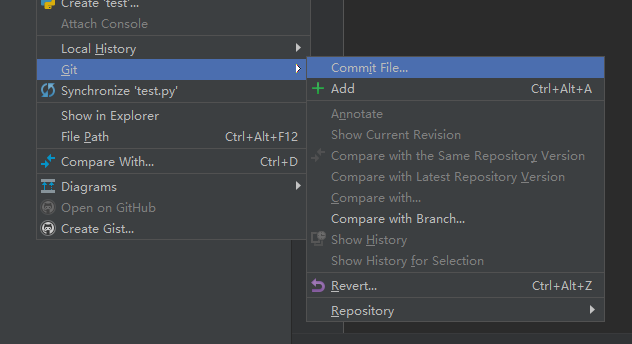 Create 'test'...
Attach Console
Local History
Git
Synchronize 'test.py'
Show in Explorer
File Path Ctrl+Alt+F12
Compare With... Ctrl+D
Diagrams
Open on GitHub
Create Gist...
Commit File...
Add Ctrl+Alt+A
Annotate
Show Current Revision
Compare with the Same Repository Version
Compare with Latest Repository Version
Compare with...
Compare with Branch...
Show History
Show History for Selection
Revert... Ctrl+Alt+Z
Repository